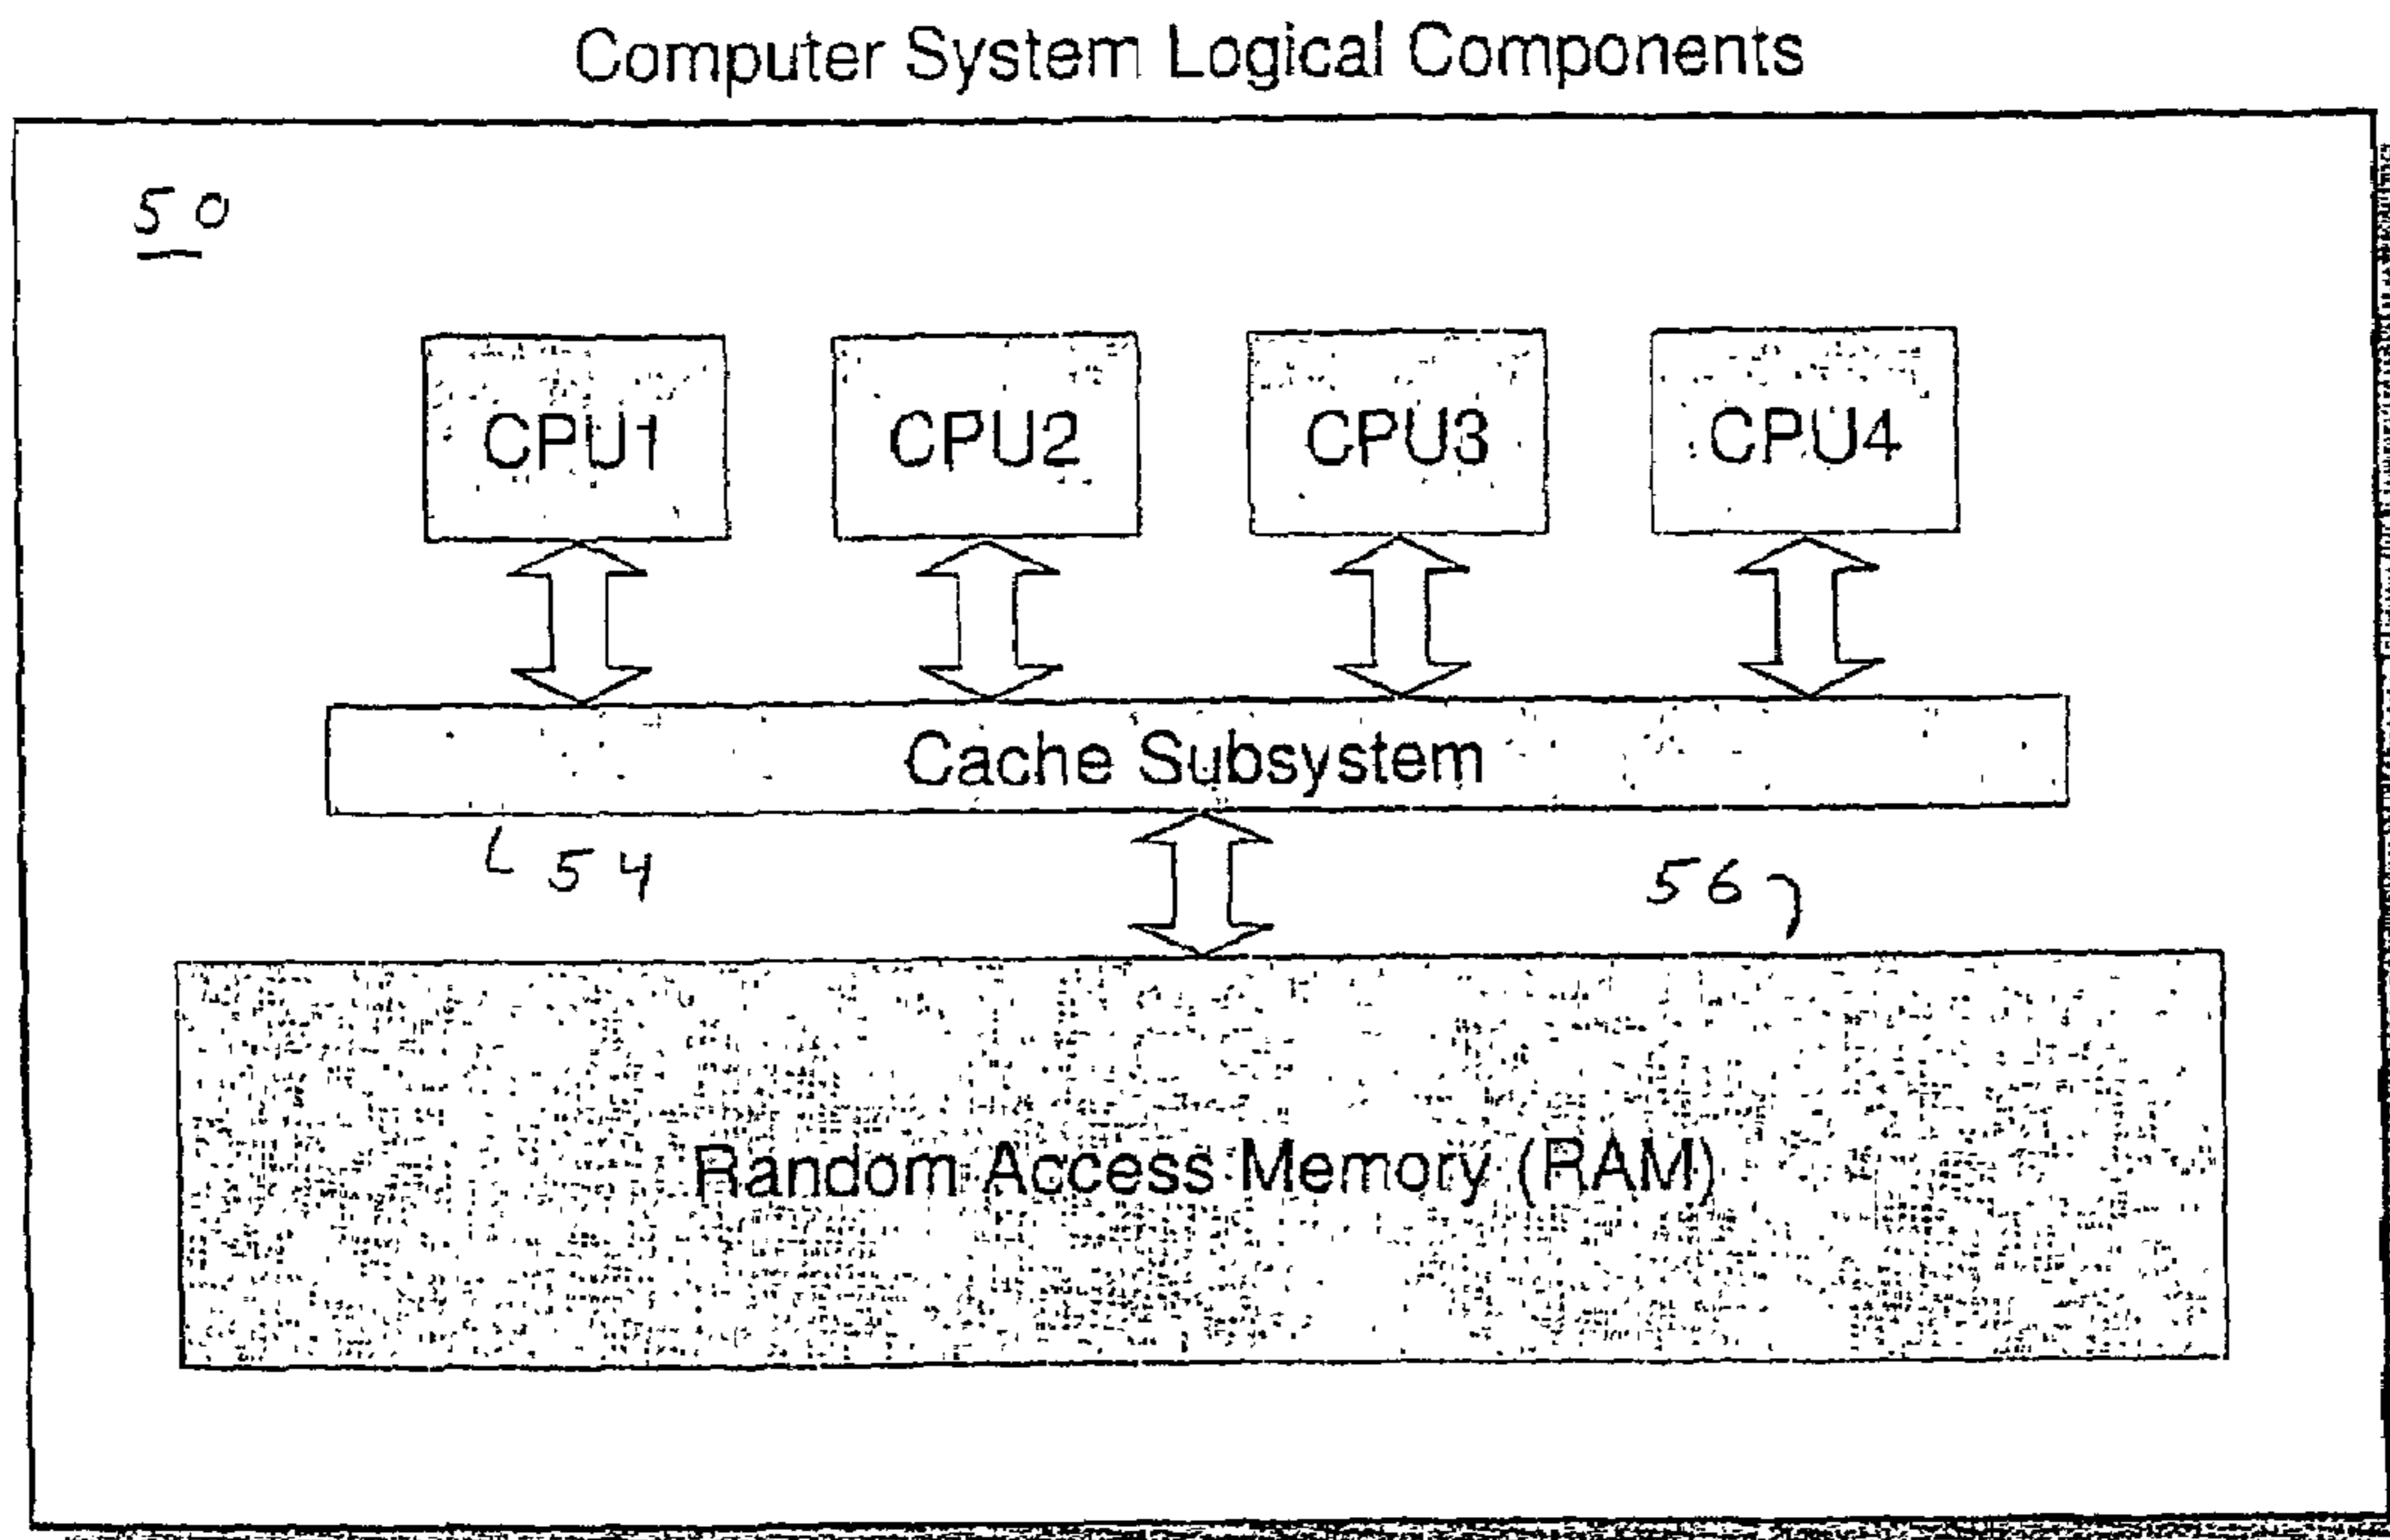 Computer System Logical Components
50
CPU1 CPU2 CPU3 CPU4
Cache Subsystem
54
56
Random Access Memory (RAM)